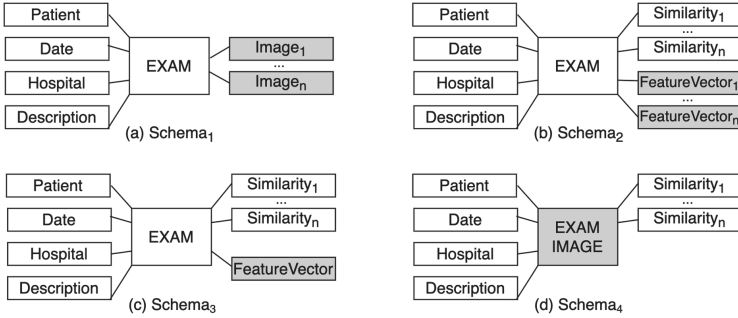 Patient
Date
Hospital
Description
EXAM
Image1
...
Imagen
(a) Schema1
Patient
Date
Hospital
Description
EXAM
Similarity1
...
Similarityn
FeatureVector1
...
FeatureVectorn
(b) Schema2
Patient
Date
Hospital
Description
EXAM
Similarity1
...
Similarityn
FeatureVector
(c) Schema3
Patient
Date
Hospital
Description
EXAM
IMAGE
Similarity1
...
Similarityn
(d) Schema4